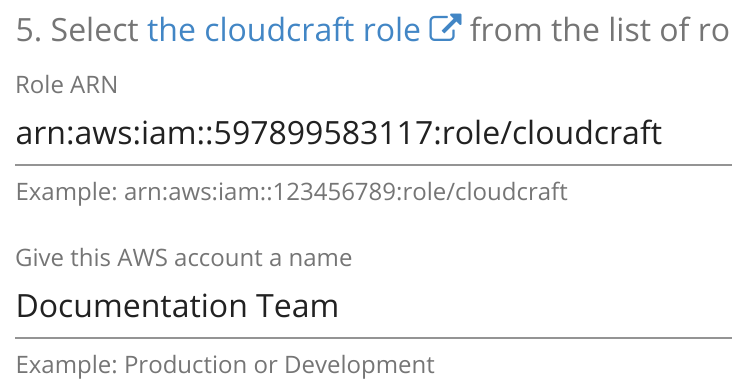 5. Select the cloudcraft role from the list of ro
Role ARN
arn:aws:iam::597899583117:role/cloudcraft
Example: arn:aws:iam::123456789:role/cloudcraft
Give this AWS account a name
Documentation Team
Example: Production or Development